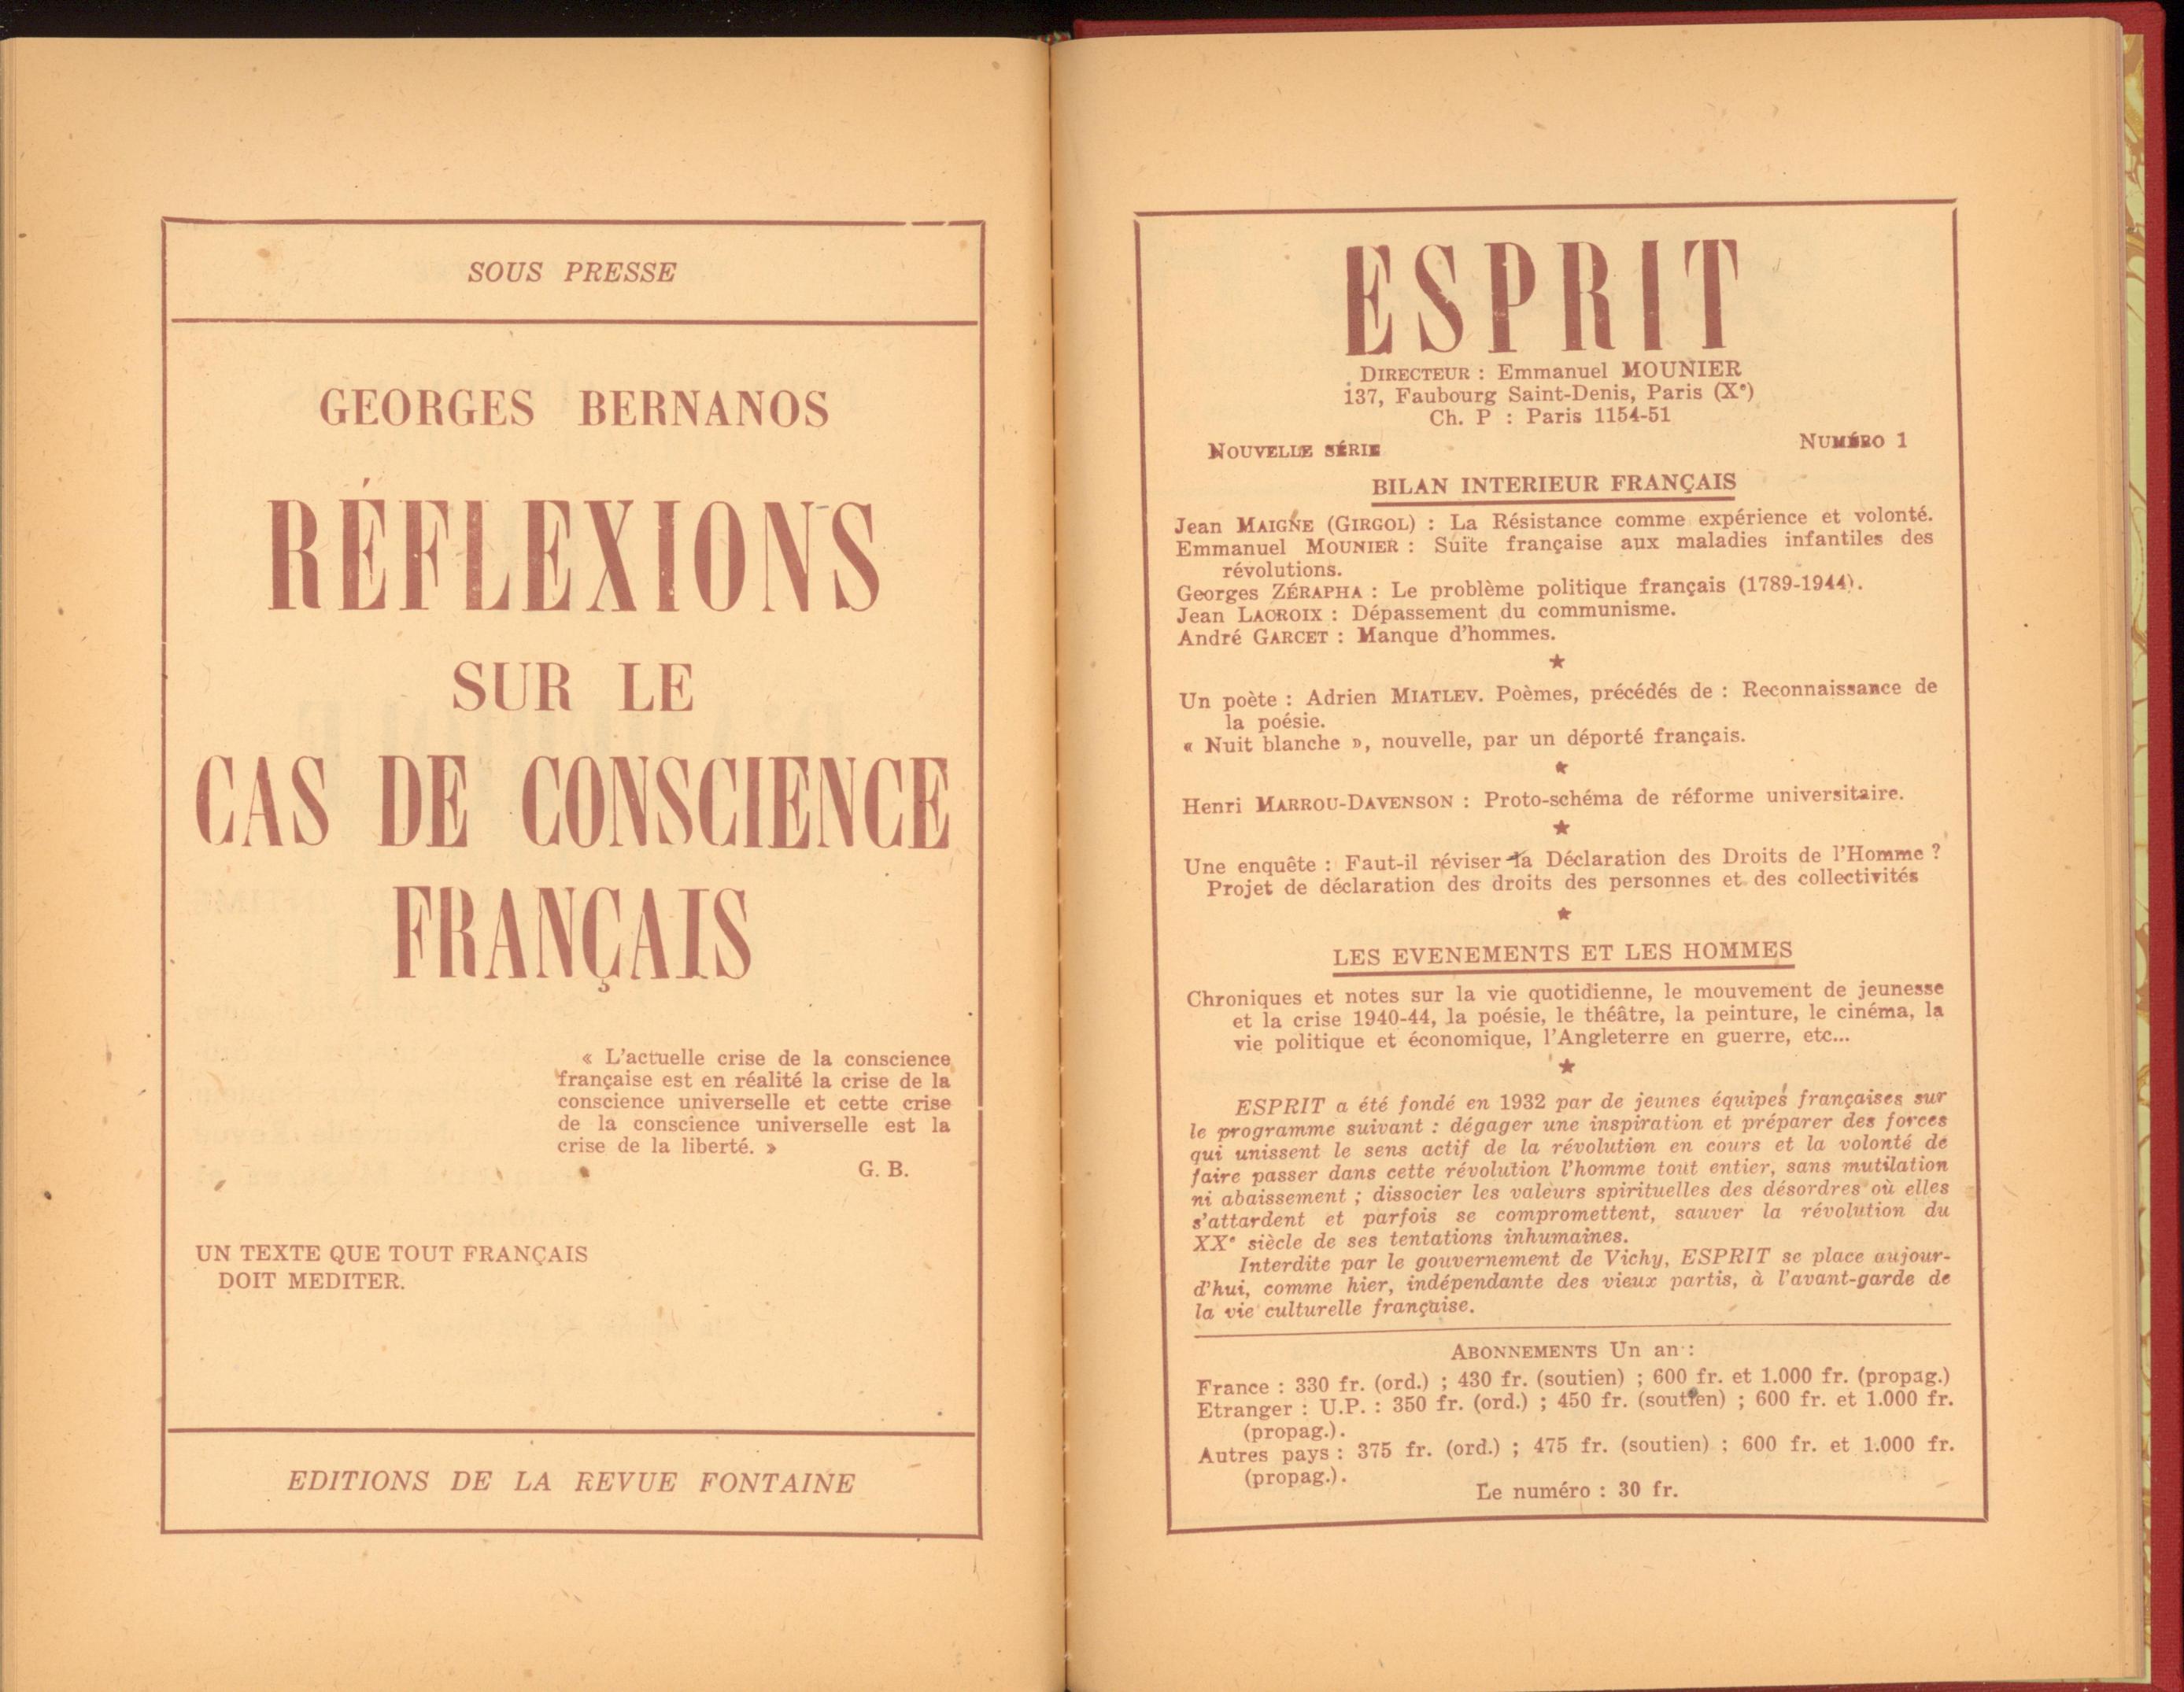 SOUS PRESSE
GEORGES BERNANOS
RÉFLEXIONS
SUR LE
CAS DE CONSCIENCE
FRANÇAIS
« L'actuelle crise de la conscience
française est en réalité la crise de la
conscience universelle et cette crise
de la conscience universelle est la
crise de la liberté. »
G. B.
UN TEXTE QUE TOUT FRANÇAIS
DOIT MEDITER.
EDITIONS DE LA REVUE FONTAINE
ESPRIT
DIRECTEUR : Emmanuel MOUNIER
137, Faubourg Saint-Denis, Paris (Xe)
Ch. P : Paris 1154-51
NOUVELLE SÉRIE NUMÉRO 1
BILAN INTERIEUR FRANÇAIS
Jean MAIGNE (GIRGOL) : La Résistance comme expérience et volonté.
Emmanuel MOUNIER : Suite française aux maladies infantiles des
révolutions.
Georges ZÉRAPHA : Le problème politique français (1789-1944).
Jean LACROIX : Dépassement du communisme.
André GARCET : Manque d'hommes.
Un poète : Adrien MIATLEV. Poèmes, précédés de : Reconnaissance de
la poésie.
« Nuit blanche », nouvelle, par un déporté français.
Henri MARROU-DAVENSON : Proto-schéma de réforme universitaire.
Une enquête : Faut-il réviser la Déclaration des Droits de l'Homme ?
Projet de déclaration des droits des personnes et des collectivités
LES EVENEMENTS ET LES HOMMES
Chroniques et notes sur la vie quotidienne, le mouvement de jeunesse
et la crise 1940-44, la poésie, le théâtre, la peinture, le cinéma, la
vie politique et économique, l'Angleterre en guerre, etc...
ESPRIT a été fondé en 1932 par de jeunes équipes françaises sur
le programme suivant : dégager une inspiration et préparer des forces
qui unissent le sens actif de la révolution en cours et la volonté de
faire passer dans cette révolution l'homme tout entier, sans mutilation
ni abaissement ; dissocier les valeurs spirituelles des désordres où elles
s'attardent et parfois se compromettent, sauver la révolution du
XXe siècle de ses tentations inhumaines.
Interdite par le gouvernement de Vichy, ESPRIT se place aujour-
d'hui, comme hier, indépendante des vieux partis, à l'avant-garde de
la vie culturelle française.
ABONNEMENTS Un an :
France : 330 fr. (ord.) ; 430 fr. (soutien) ; 600 fr. et 1.000 fr. (propag.)
Etranger : U.P. : 350 fr. (ord.) ; 450 fr. (soutien) ; 600 fr. et 1.000 fr.
(propag.).
Autres pays : 375 fr. (ord.) ; 475 fr. (soutien) ; 600 fr. et 1.000 fr.
(propag.).
Le numéro : 30 fr.